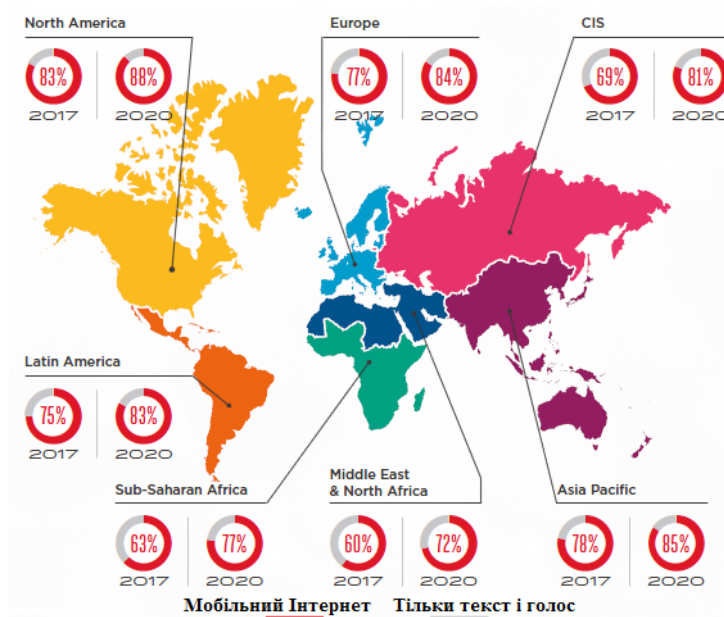 North America
83% 88%
2017 2020
Europe
77% 84%
2017 2020
CIS
69% 81%
2017 2020
Latin America
75% 83%
2017 2020
Sub-Saharan Africa
63% 77%
2017 2020
Middle East
& North Africa
60% 72%
2017 2020
Asia Pacific
78% 85%
2017 2020
Мобільний Інтернет Тільки текст і голос